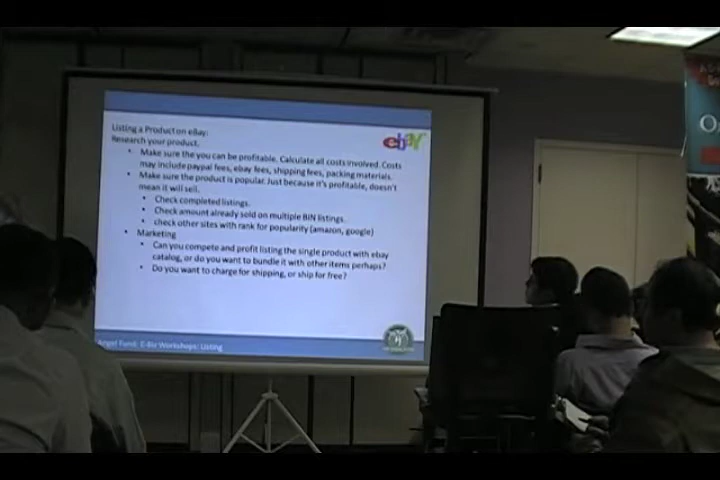 Listing a Product on eBay:
Research your product.
• Make sure the you can be profitable. Calculate all costs involved. Costs
may include paypal fees, ebay fees, shipping fees, packing materials.
• Make sure the product is popular. Just because it's profitable, doesn't
mean it will sell.
• Check completed listings.
• Check amount already sold on multiple BIN listings.
• check other sites with rank for popularity (amazon, google)
• Marketing
• Can you compete and profit listing the single product with ebay
catalog, or do you want to bundle it with other items perhaps?
• Do you want to charge for shipping, or ship for free?
Angel Fund: E-Biz Workshops: Listing
ebay